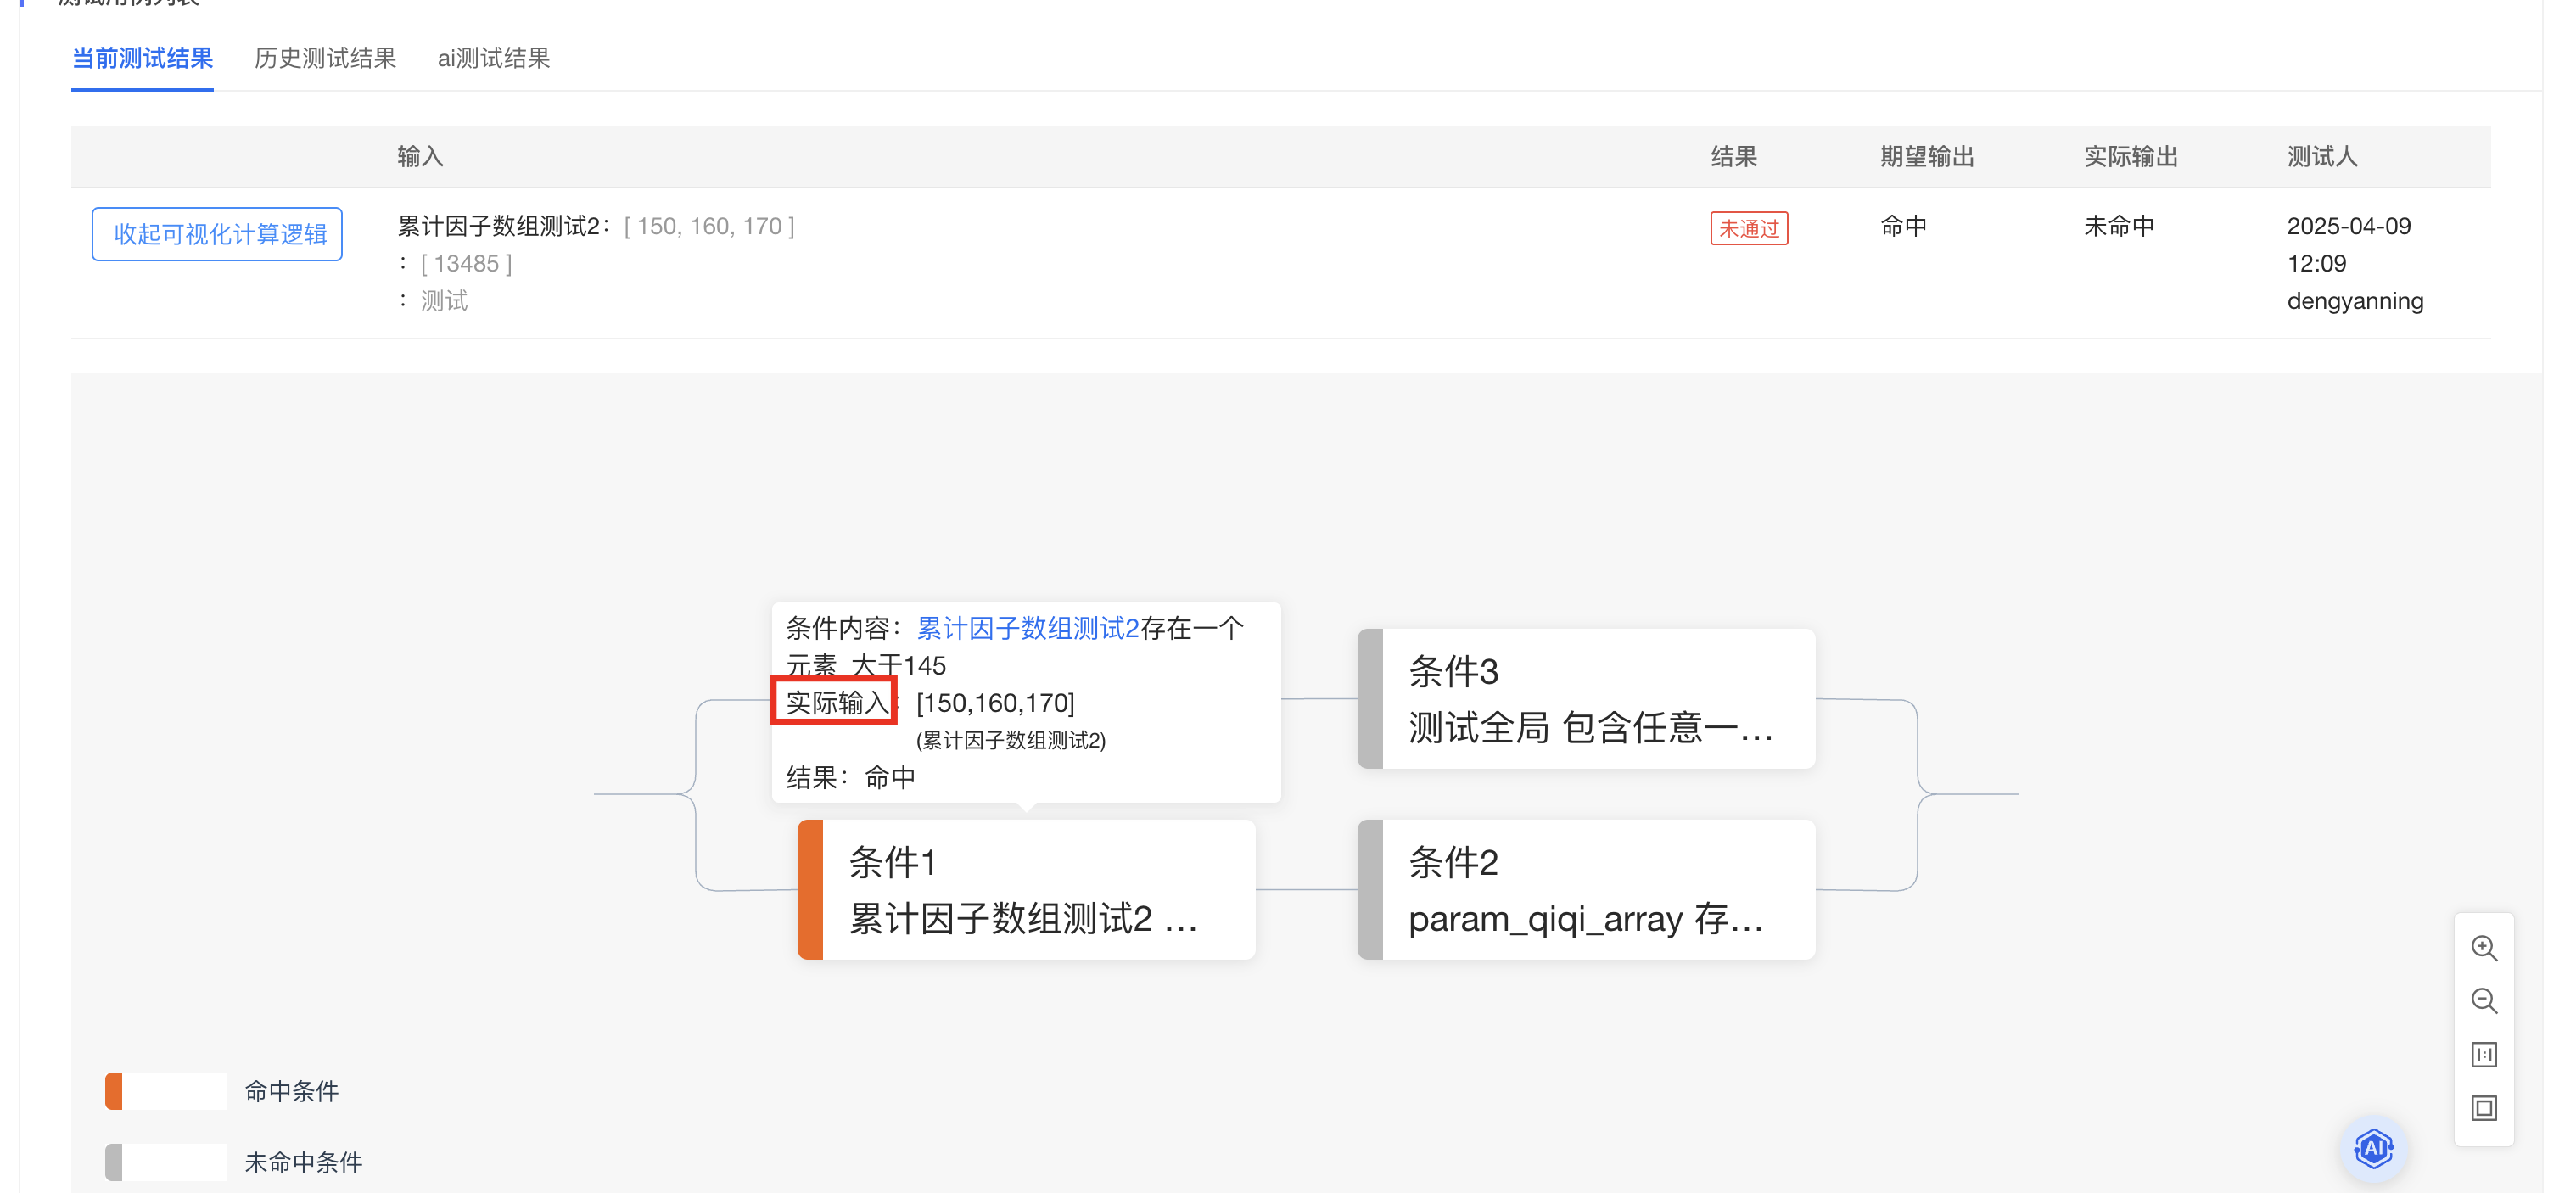 当前测试结果 历史测试结果 ai测试结果
输入 结果 期望输出 实际输出 测试人
收起可视化计算逻辑
累计因子数组测试2： [ 150, 160, 170 ]
： [ 13485 ]
： 测试
未通过
命中
未命中
2025-04-09
12:09
dengyanning
条件内容： 累计因子数组测试2存在一个
元素 大于145
实际输入： [150,160,170]
(累计因子数组测试2)
结果： 命中
条件3
测试全局 包含任意一...
条件1
累计因子数组测试2 ...
条件2
param_qiqi_array 存...
命中条件
未命中条件
AI